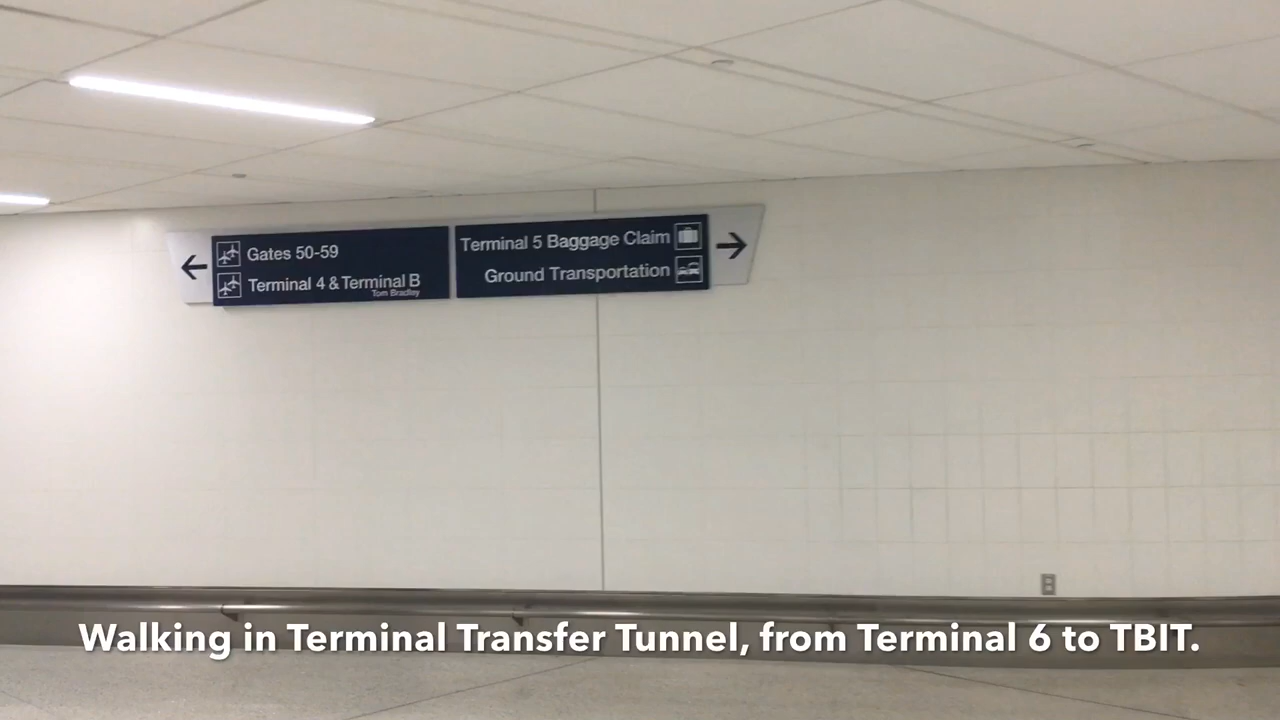 Gates 50-59
Terminal 4 & Terminal B
Tom Bradley
Terminal 5 Baggage Claim
Ground Transportation
Walking in Terminal Transfer Tunnel, from Terminal 6 to TBIT.